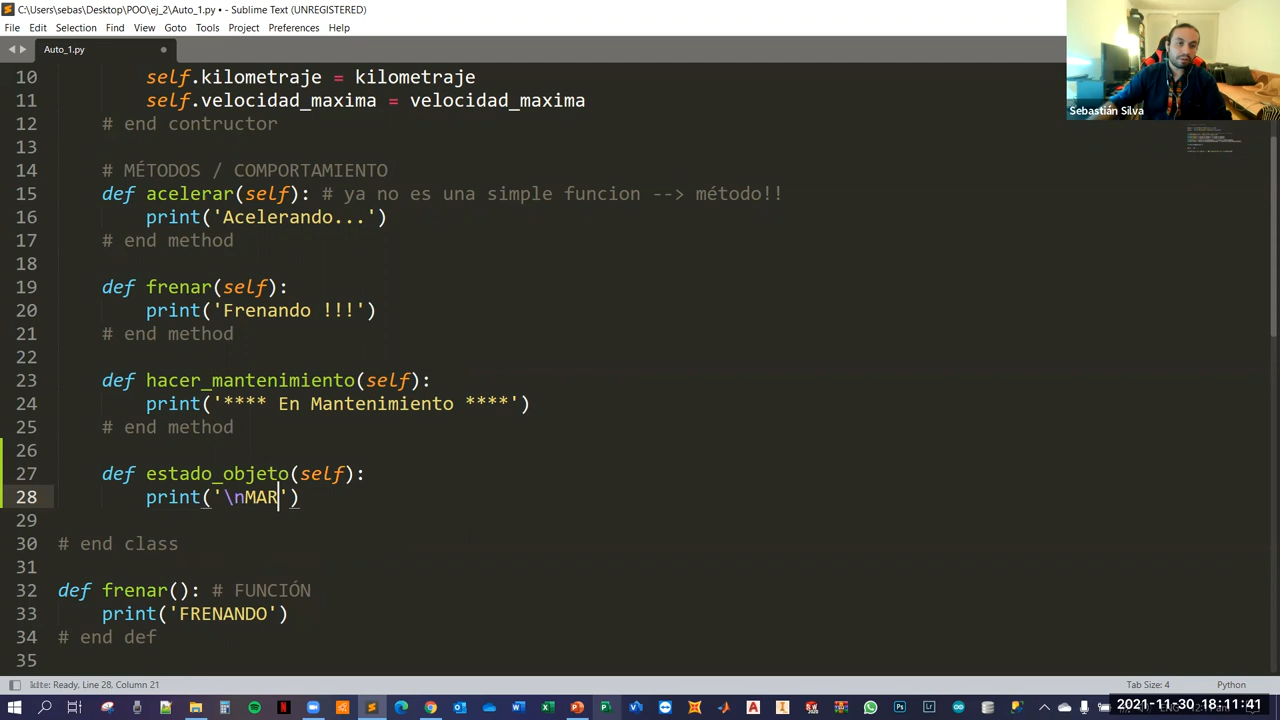 C:\Users\sebas\Desktop\POO\ej_2\Auto_1.py • - Sublime Text (UNREGISTERED)
File Edit Selection Find View Goto Tools Project Preferences Help
Auto_1.py
Sebastián Silva
10 self.kilometraje = kilometraje
11 self.velocidad_maxima = velocidad_maxima
12 # end contructor
13
14 # MÉTODOS / COMPORTAMIENTO
15 def acelerar(self): # ya no es una simple funcion --> método!!
16 print('Acelerando...')
17 # end method
18
19 def frenar(self):
20 print('Frenando !!!')
21 # end method
22
23 def hacer_mantenimiento(self):
24 print('**** En Mantenimiento ****')
25 # end method
26
27 def estado_objeto(self):
28 print('\nMAR')
29
30 # end class
31
32 def frenar(): # FUNCIÓN
33 print('FRENANDO')
34 # end def
35
Ready, Line 28, Column 21 Tab Size: 4 Python
2021-11-30 18:11:41